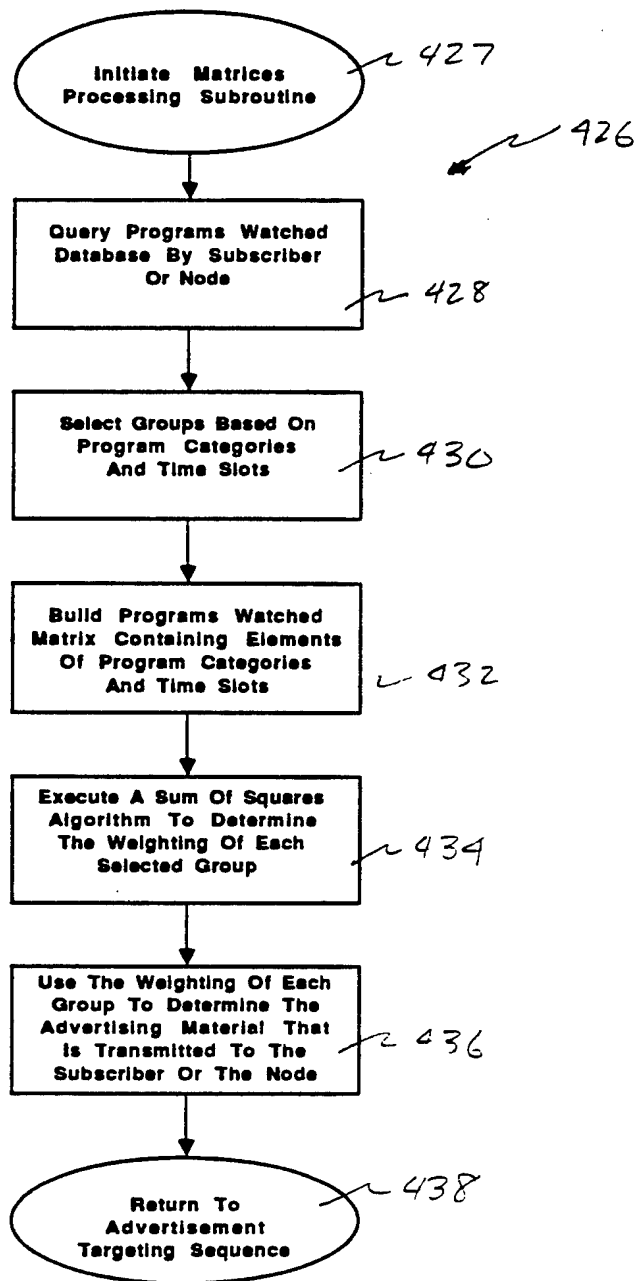 Initiate Matrices
Processing Subroutine
427
426
Query Programs Watched
Database By Subscriber
Or Node
428
Select Groups Based On
Program Categories
And Time Slots
430
Build Programs Watched
Matrix Containing Elements
Of Program Categories
And Time Slots
432
Execute A Sum Of Squares
Algorithm To Determine
The Weighting Of Each
Selected Group
434
Use The Weighting Of Each
Group To Determine The
Advertising Material That
Is Transmitted To The
Subscriber Or The Node
436
Return To
Advertisement
Targeting Sequence
438